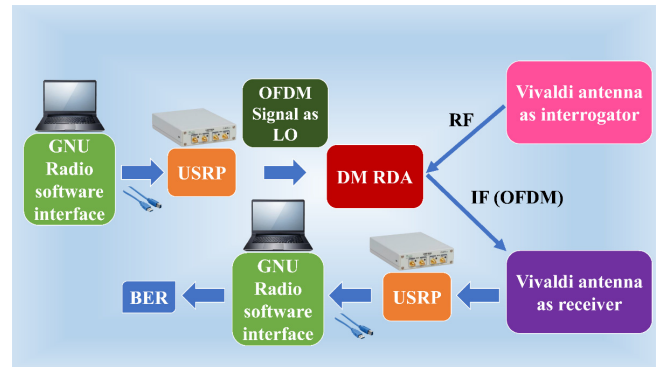 OFDM
Signal as
LO
GNU
Radio
software
interface
USRP
DM RDA
RF
Vivaldi antenna
as interrogator
IF (OFDM)
Vivaldi antenna
as receiver
USRP
GNU
Radio
software
interface
BER